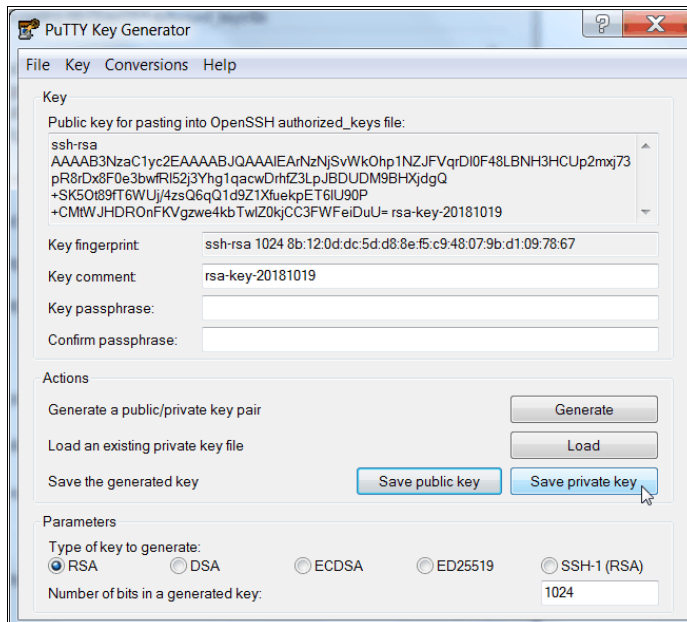 PuTTY Key Generator
File Key Conversions Help
Key
Public key for pasting into OpenSSH authorized_keys file:
ssh-rsa
AAAAB3NzaC1yc2EAAAABJQAAAIEArNzNjSvWkOhp1NZJFVqrDl0F48LBNH3HCUp2mxj73
pR8rDx8F0e3bwfRl52j3Yhg1qacwDrhfZ3LpJBDUDM9BHXjdgQ
+SK5Ot89fT6WUj/4zsQ6qQ1d9Z1XfuekpET6IU90P
+CMtWJHDROnFKVgzwe4kbTwlZ0kjCC3FWFeiDuU= rsa-key-20181019
Key fingerprint: ssh-rsa 1024 8b:12:0d:dc:5d:d8:8e:f5:c9:48:07:9b:d1:09:78:67
Key comment: rsa-key-20181019
Key passphrase:
Confirm passphrase:
Actions
Generate a public/private key pair Generate
Load an existing private key file Load
Save the generated key Save public key Save private key
Parameters
Type of key to generate:
RSA DSA ECDSA ED25519 SSH-1 (RSA)
Number of bits in a generated key: 1024